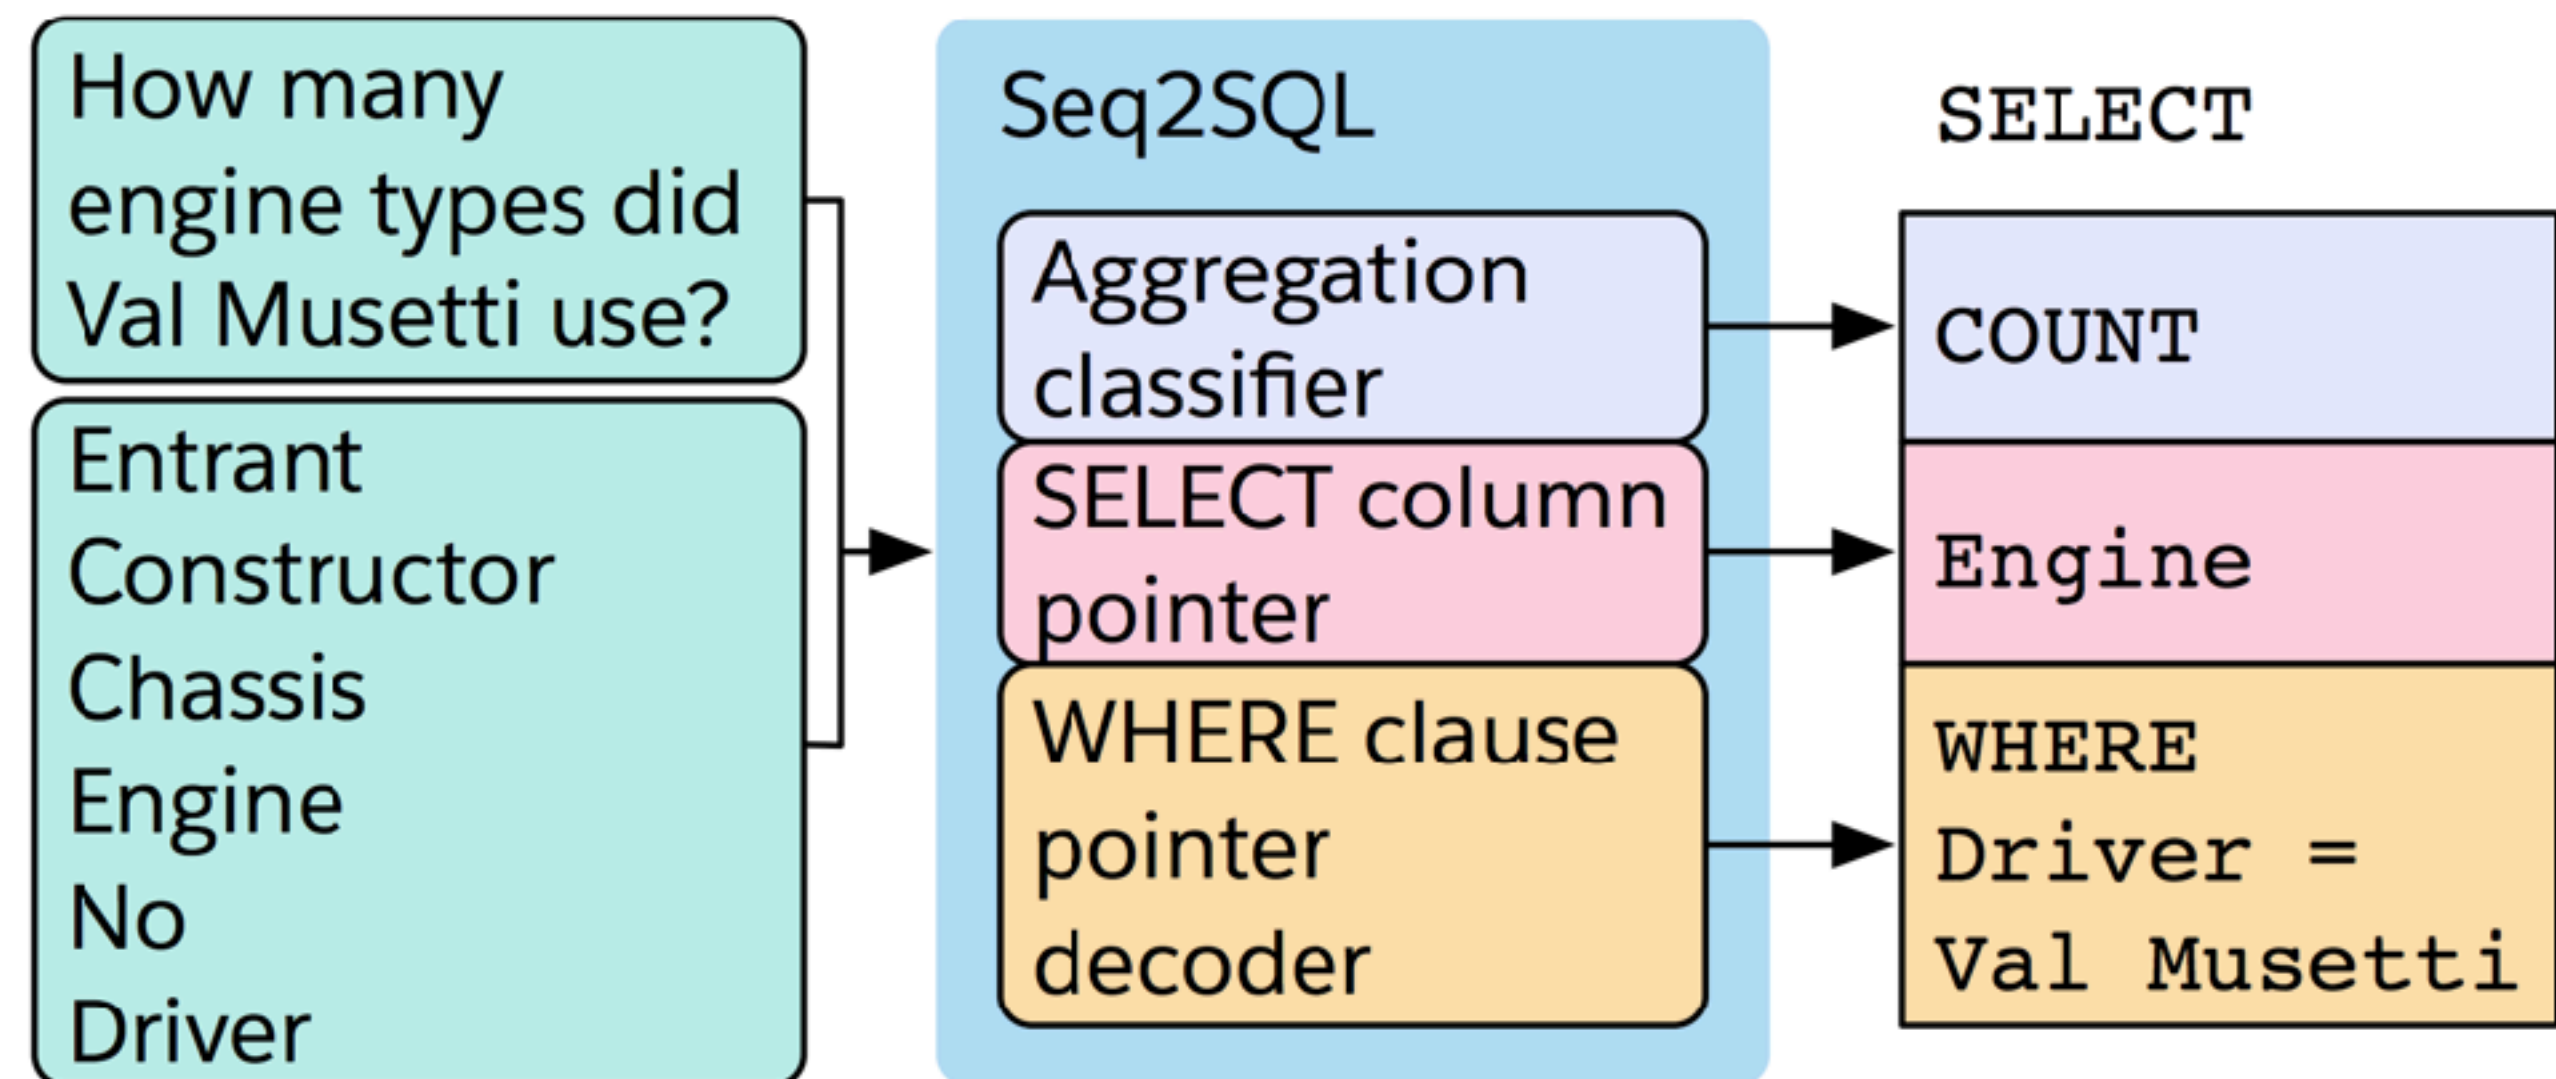 How many
engine types did
Val Musetti use?
Entrant
Constructor
Chassis
Engine
No
Driver
Seq2SQL
Aggregation
classifier
SELECT column
pointer
WHERE clause
pointer
decoder
SELECT
COUNT
Engine
WHERE
Driver =
Val Musetti